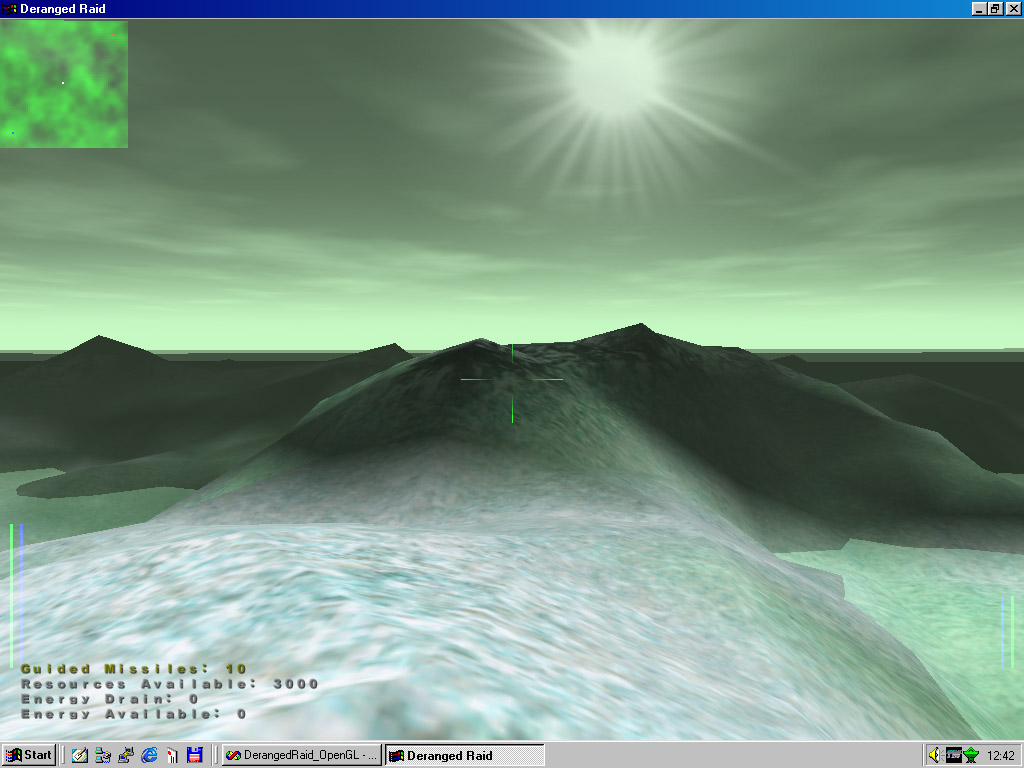 Deranged Raid
Guided Missiles: 10
Resources Available: 3000
Energy Drain: 0
Energy Available: 0
Start DerangedRaid_OpenGL - ... Deranged Raid 12:42